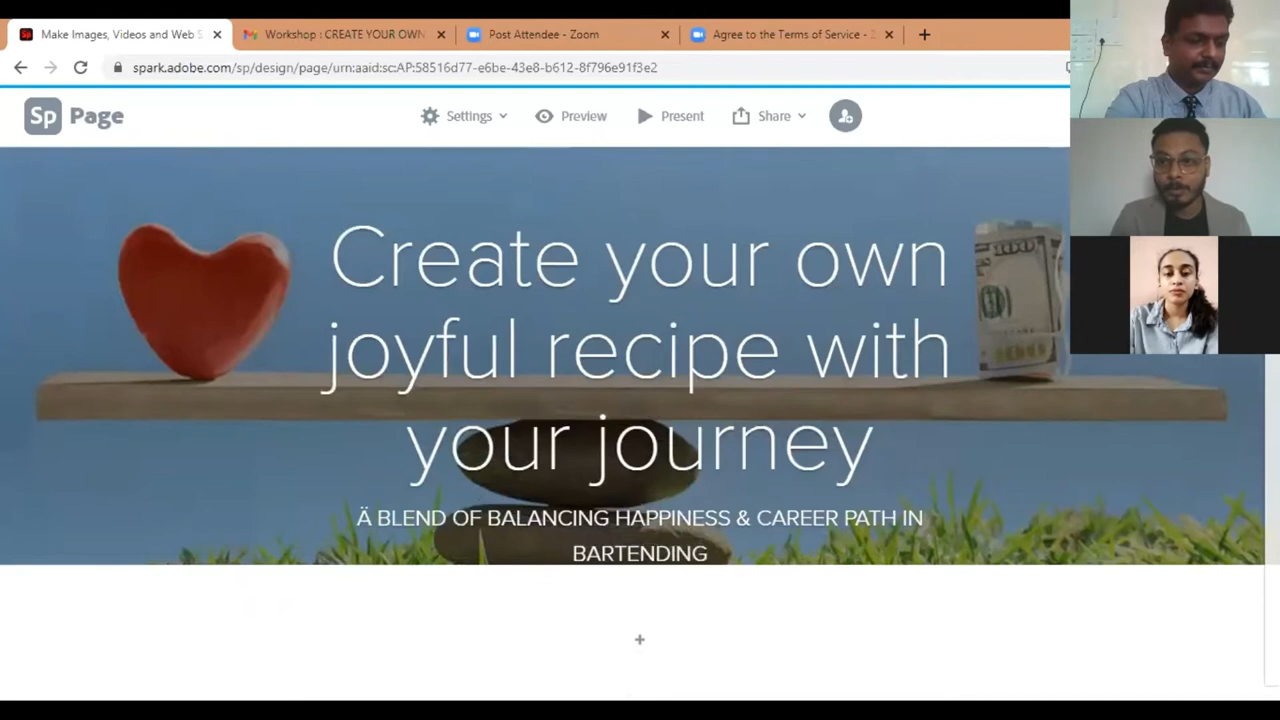 Make Images, Videos and Web S
Workshop : CREATE YOUR OWN
Post Attendee - Zoom
Agree to the Terms of Service - Z
spark.adobe.com/sp/design/page/urn:aaid:sc:AP:58516d77-e6be-43e8-b612-8f796e91f3e2
Sp Page
Settings
Preview
Present
Share
Create your own
joyful recipe with
your journey
Ä BLEND OF BALANCING HAPPINESS & CAREER PATH IN
BARTENDING
100
100